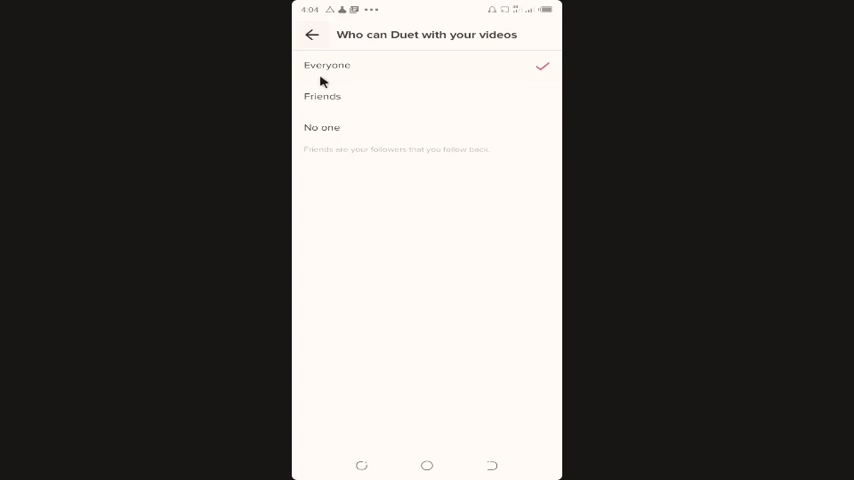 4:04
Who can Duet with your videos
Everyone
Friends
No one
Friends are your followers that you follow back.